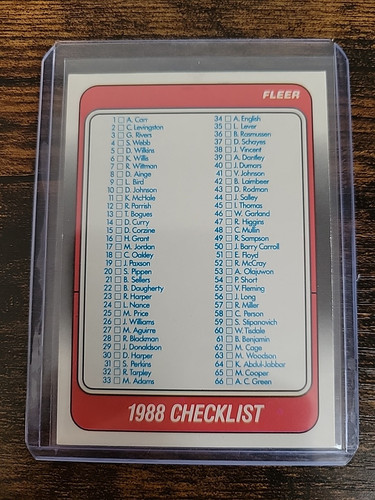 FLEER
1 A. Carr
2 C. Levingston
3 G. Rivers
4 S. Webb
5 D. Wilkins
6 K. Willis
7 R. Wittman
8 D. Ainge
9 L. Bird
10 D. Johnson
11 K. McHale
12 R. Parrish
13 T. Bogues
14 D. Curry
15 D. Corzine
16 H. Grant
17 M. Jordan
18 C. Oakley
19 J. Paxson
20 S. Pippen
21 B. Sellers
22 B. Daugherty
23 R. Harper
24 L. Nance
25 M. Price
26 J. Williams
27 M. Aguirre
28 R. Blackman
29 J. Donaldson
30 D. Harper
31 S. Perkins
32 R. Tarpley
33 M. Adams
34 A. English
35 L. Lever
36 B. Rasmussen
37 D. Schayes
38 J. Vincent
39 A. Dantley
40 J. Dumars
41 V. Johnson
42 B. Laimbeer
43 D. Rodman
44 J. Salley
45 I. Thomas
46 W. Garland
47 R. Higgins
48 C. Mullin
49 R. Sampson
50 J. Barry Carroll
51 E. Floyd
52 R. McCray
53 A. Olajuwon
54 P. Short
55 V. Fleming
56 J. Long
57 R. Miller
58 C. Person
59 S. Stipanovich
60 W. Tisdale
61 B. Benjamin
62 M. Cage
63 M. Woodson
64 K. Abdul-Jabbar
65 M. Cooper
66 A. C. Green
1988 CHECKLIST